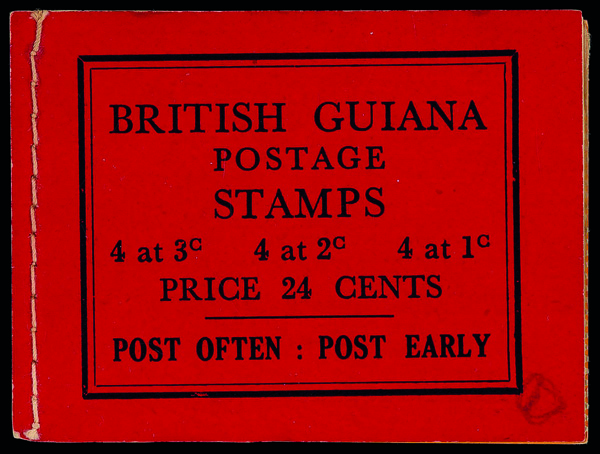 BRITISH GUIANA
POSTAGE
STAMPS
4 at 3ᶜ 4 at 2ᶜ 4 at 1ᶜ
PRICE 24 CENTS
POST OFTEN : POST EARLY